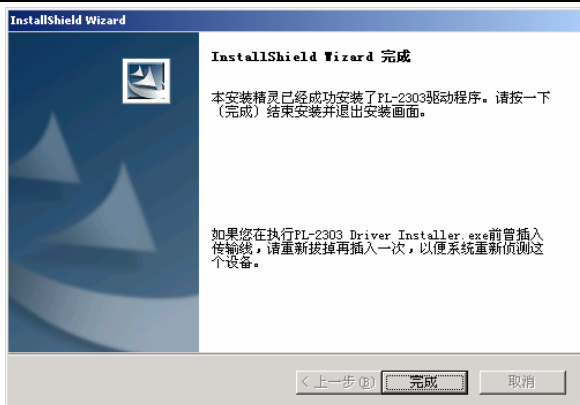 InstallShield Wizard
InstallShield Wizard 完成
本安装精灵已经成功安装了PL-2303驱动程序。请按一下
（完成）结束安装并退出安装画面。
如果您在执行PL-2303 Driver Installer.exe前曾插入
传输线，请重新拔掉再插入一次，以便系统重新侦测这
个设备。
< 上一步(B)
完成
取消